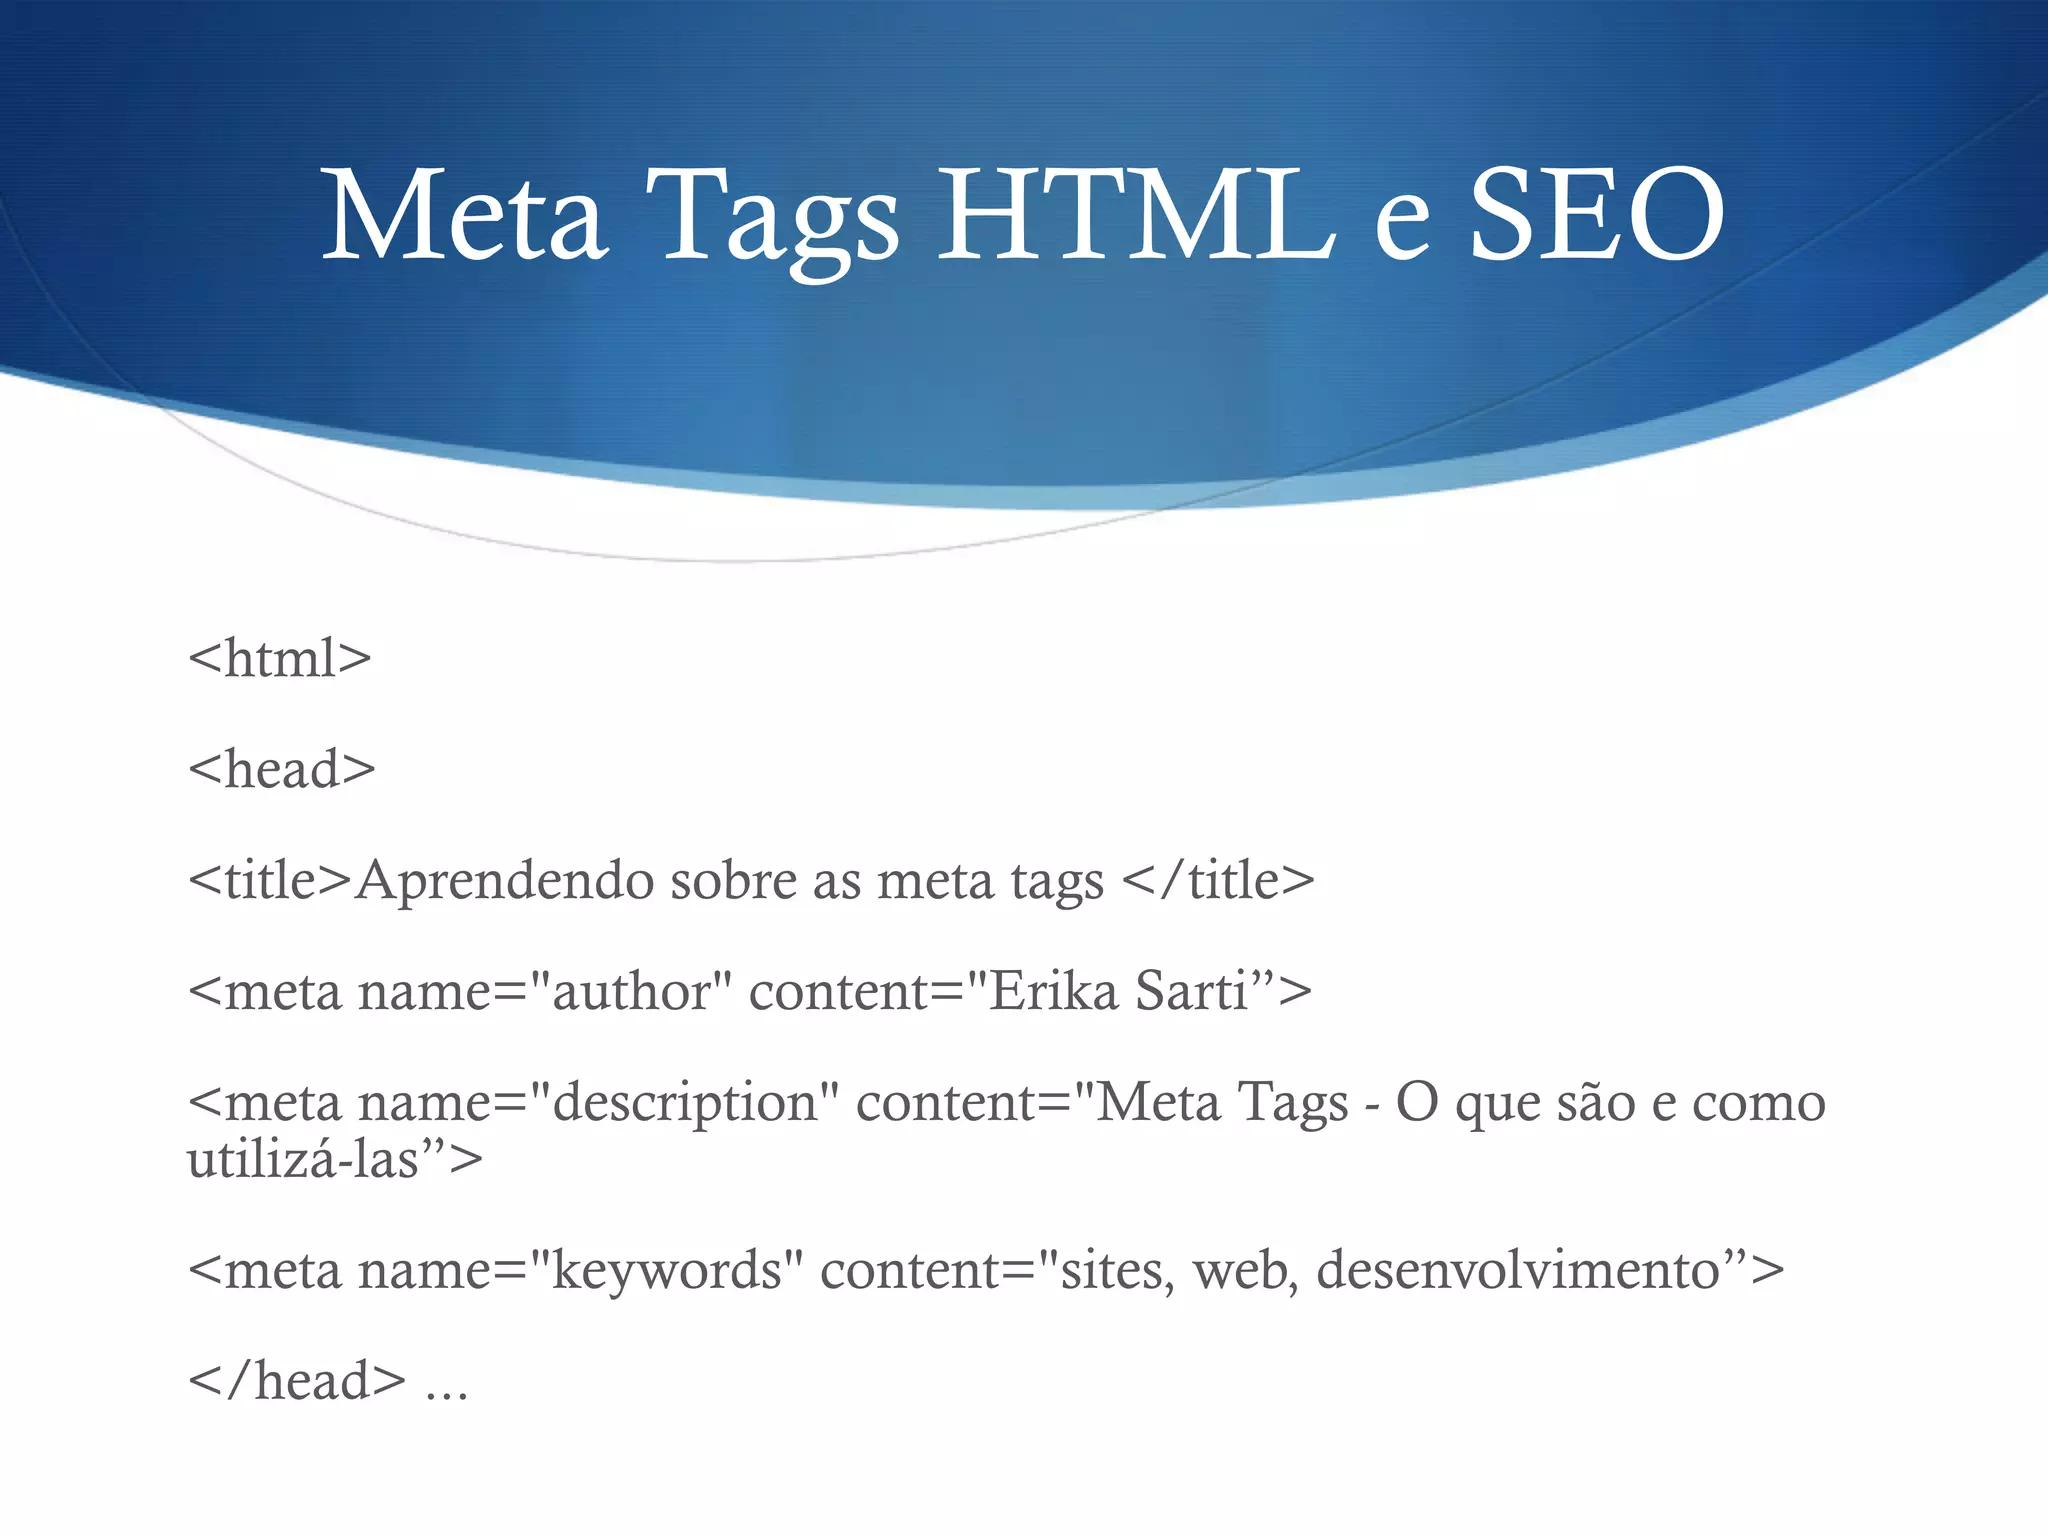 Meta Tags HTML e SEO
<html>
<head>
<title>Aprendendo sobre as meta tags </title>
<meta name="author" content="Erika Sarti”>
<meta name="description" content="Meta Tags - O que são e como
utilizá-las”>
<meta name="keywords" content="sites, web, desenvolvimento”>
</head> ...